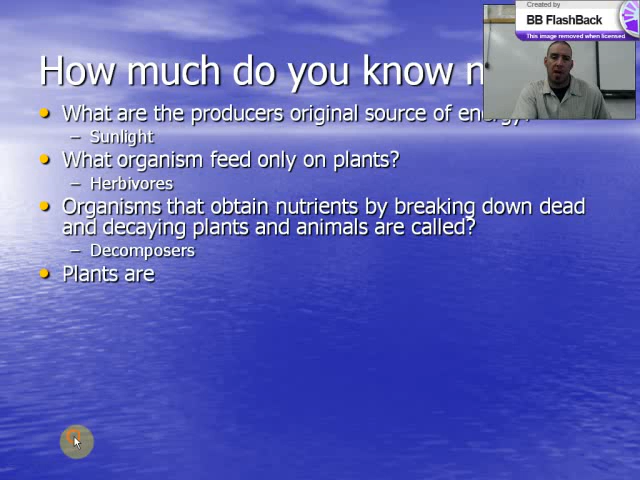 Created by
BB FlashBack
This image removed when licensed
How much do you know
What are the producers original source of energy?
– Sunlight
What organism feed only on plants?
– Herbivores
Organisms that obtain nutrients by breaking down dead
and decaying plants and animals are called?
– Decomposers
Plants are